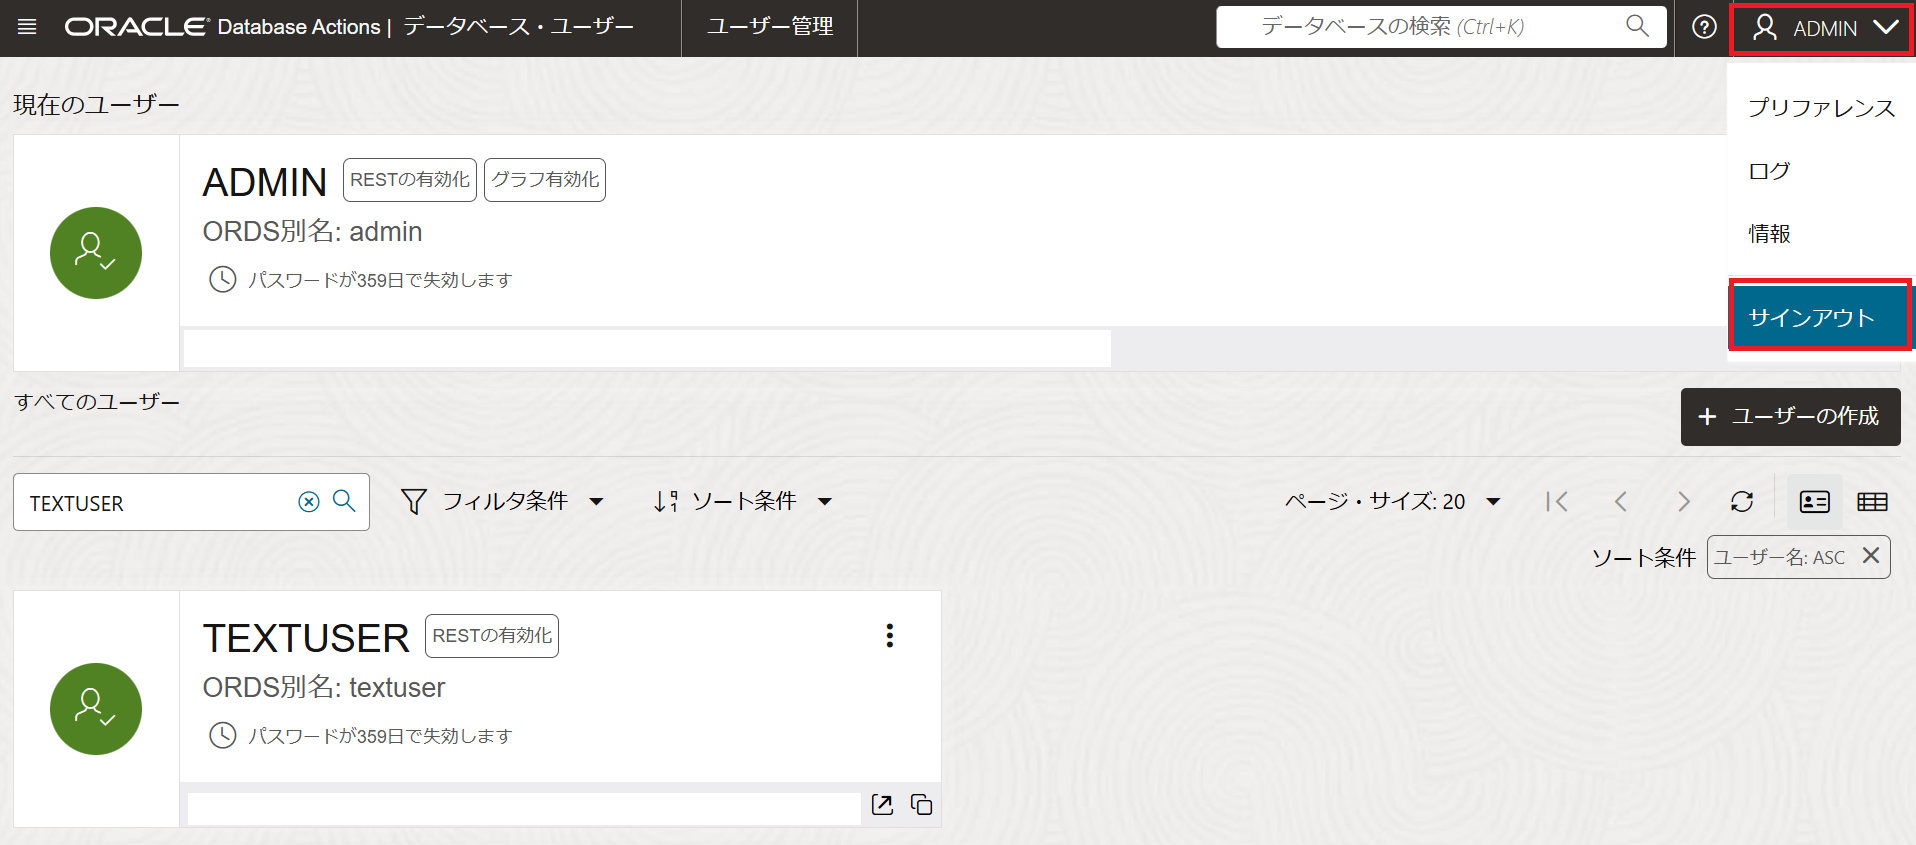 ORACLE Database Actions | データベース・ユーザー ユーザー管理 データベースの検索 (Ctrl+K) ADMIN
プリファレンス
ログ
情報
サインアウト
現在のユーザー
ADMIN RESTの有効化 グラフ有効化
ORDS別名: admin
パスワードが359日で失効します
すべてのユーザー
+ ユーザーの作成
TEXTUSER フィルタ条件 ソート条件 ページ・サイズ: 20
ソート条件 ユーザー名: ASC
TEXTUSER RESTの有効化
ORDS別名: textuser
パスワードが359日で失効します